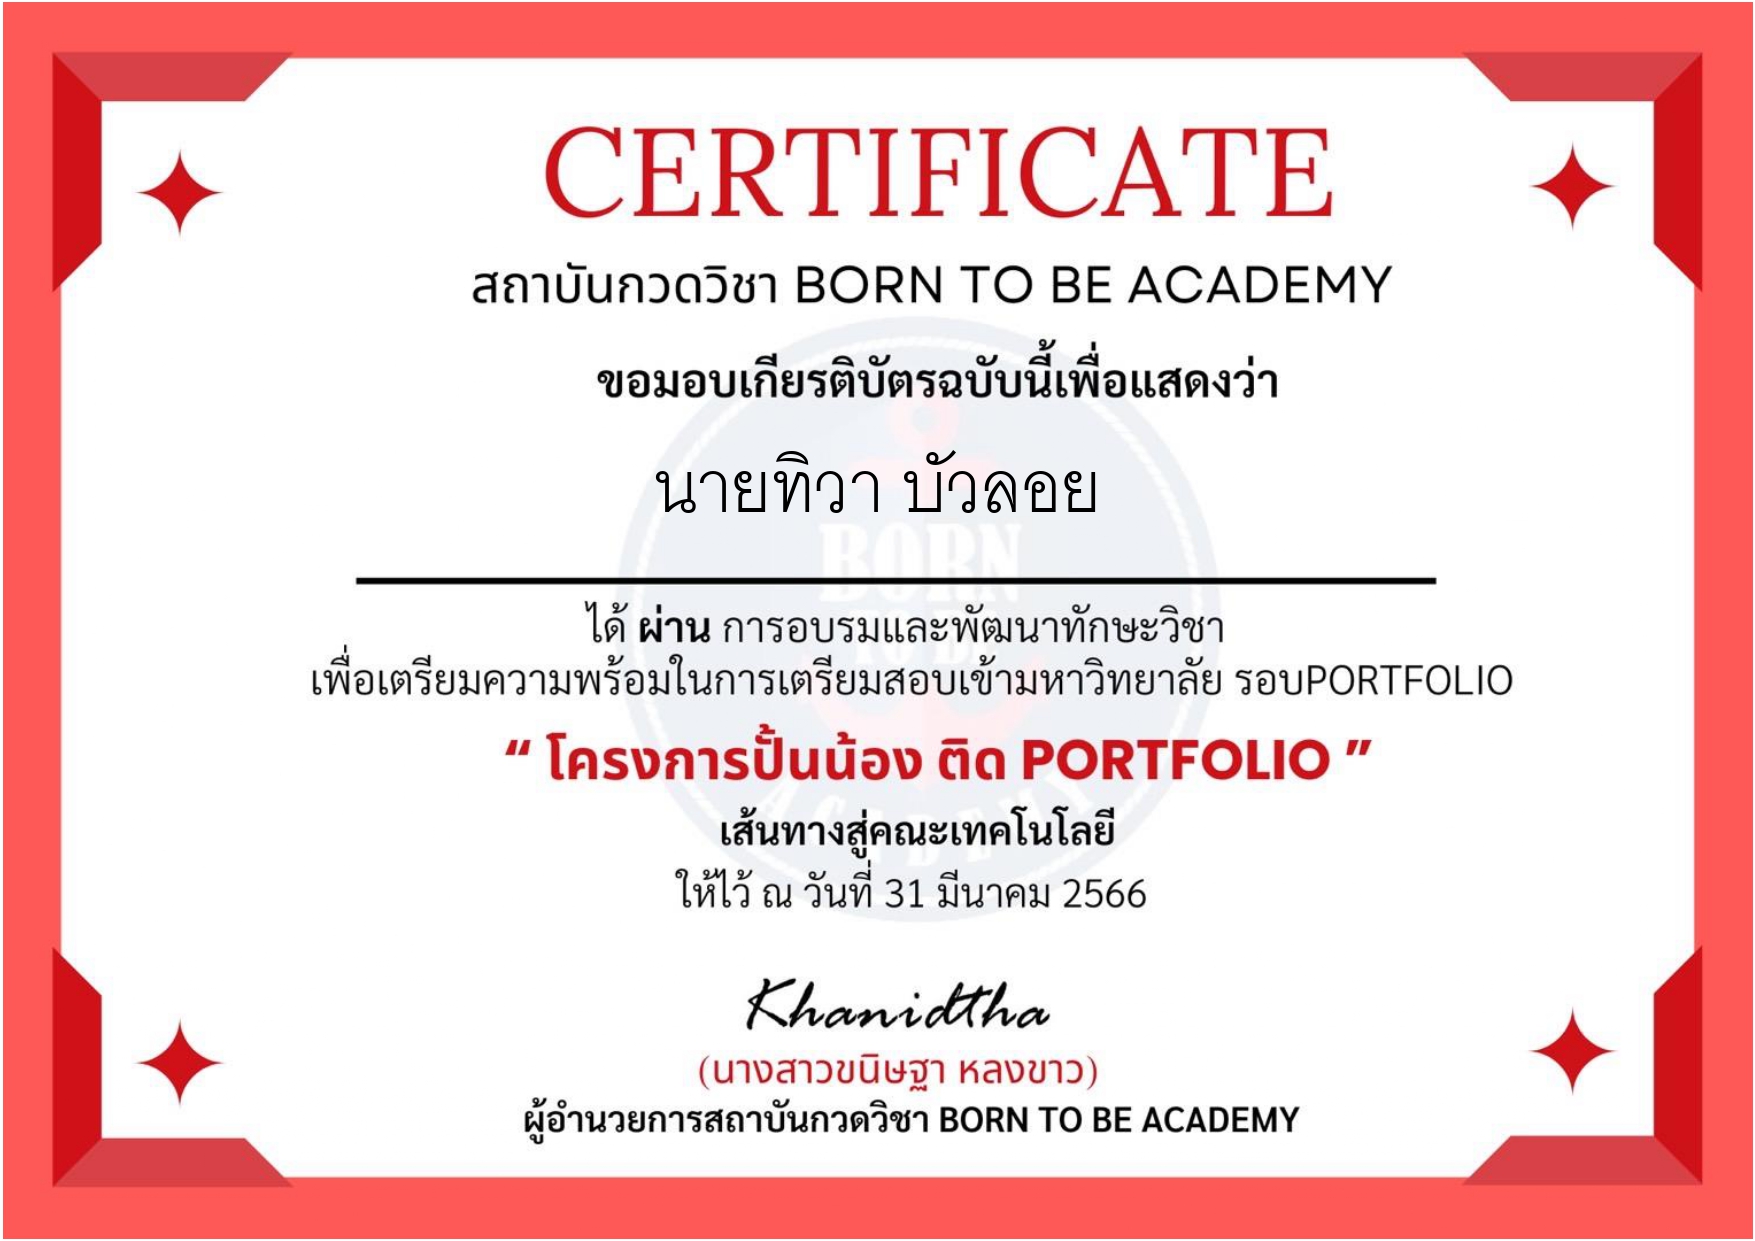 CERTIFICATE
สถาบันกวดวิชา BORN TO BE ACADEMY
ขอมอบเกียรติบัตรฉบับนี้เพื่อแสดงว่า
นายทิวา บัวลอย
BORN
TO BE
ได้ ผ่าน การอบรมและพัฒนาทักษะวิชา
เพื่อเตรียมความพร้อมในการเตรียมสอบเข้ามหาวิทยาลัย รอบPORTFOLIO
“ โครงการปั้นน้อง ติด PORTFOLIO ”
ACADEMY
เส้นทางสู่คณะเทคโนโลยี
ให้ไว้ ณ วันที่ 31 มีนาคม 2566
Khanidtha
(นางสาวขนิษฐา หลงขาว)
ผู้อำนวยการสถาบันกวดวิชา BORN TO BE ACADEMY